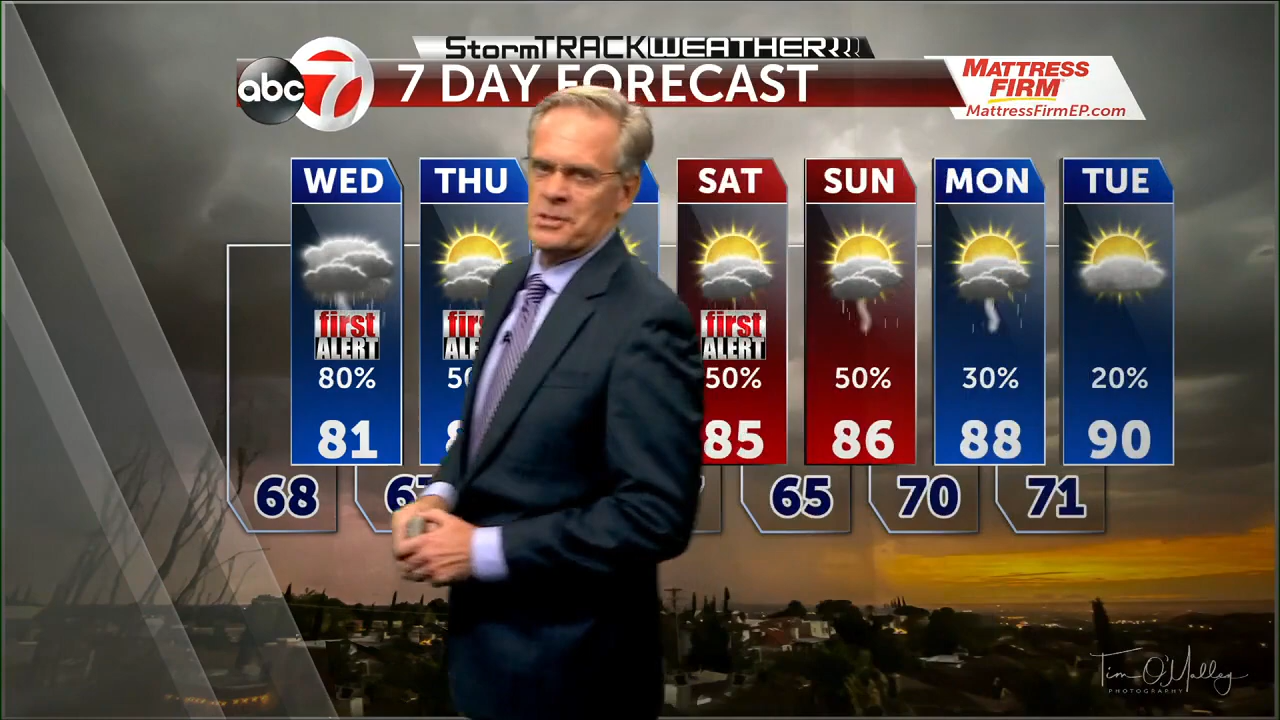 StormTRACKWEATHER
abc 7
7 DAY FORECAST
MATTRESS
FIRM
MattressFirmEP.com
WED THU SAT SUN MON TUE
first first
ALERT ALERT
80% 50% 50% 30% 20%
81 85 86 88 90
68 65 70 71
Tim O'Malley
PHOTOGRAPHY